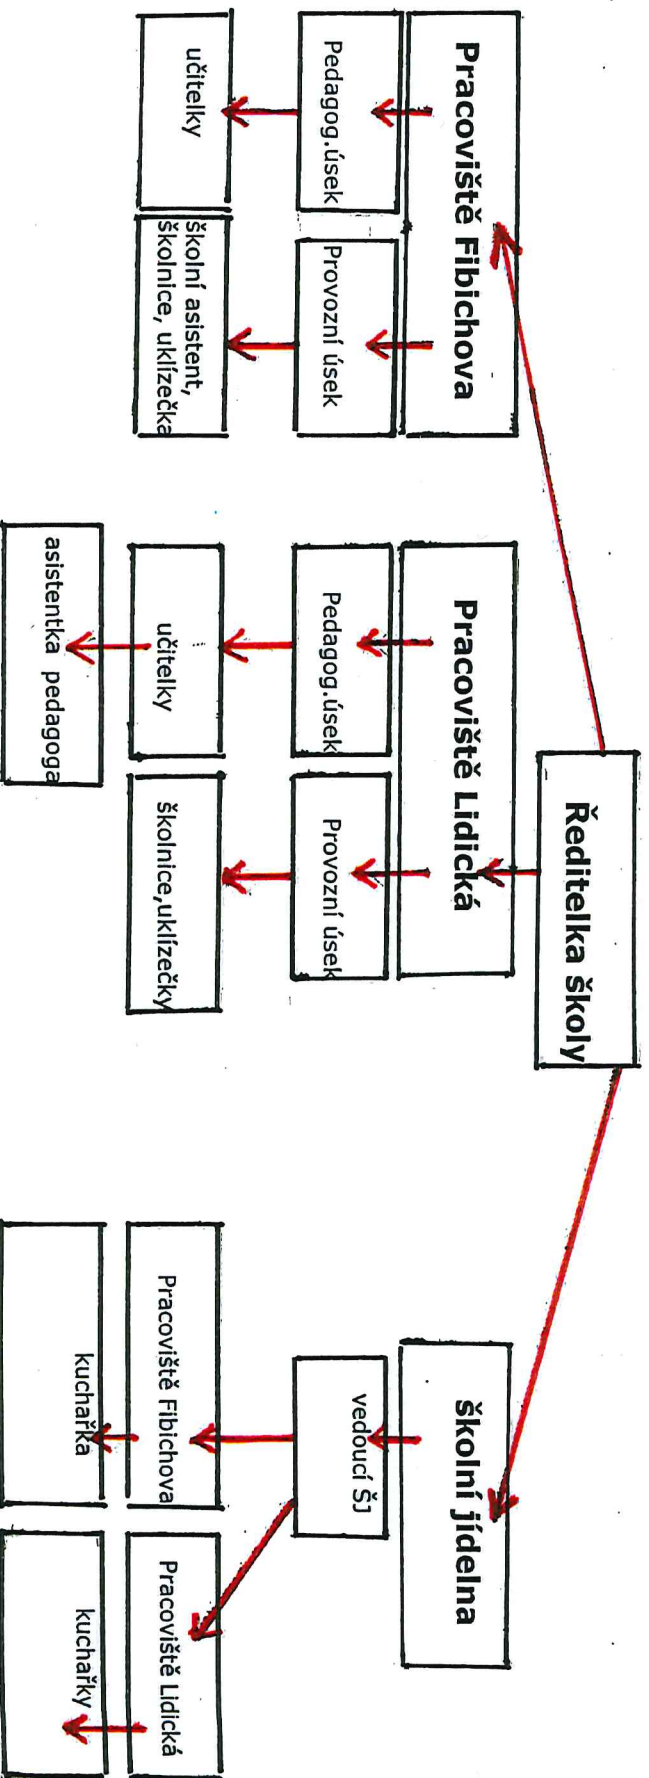 Ředitelka školy
Pracoviště Fibichova
Pracoviště Lidická
školní jídelna
Pedagog.úsek
Provozní úsek
Pedagog.úsek
Provozní úsek
vedoucí ŠJ
učitelky
školní asistent,
školnice, uklízečka
učitelky
školnice,uklízečky
Pracoviště Fibichova
Pracoviště Lidická
asistentka pedagoga
kuchařka
kuchařky